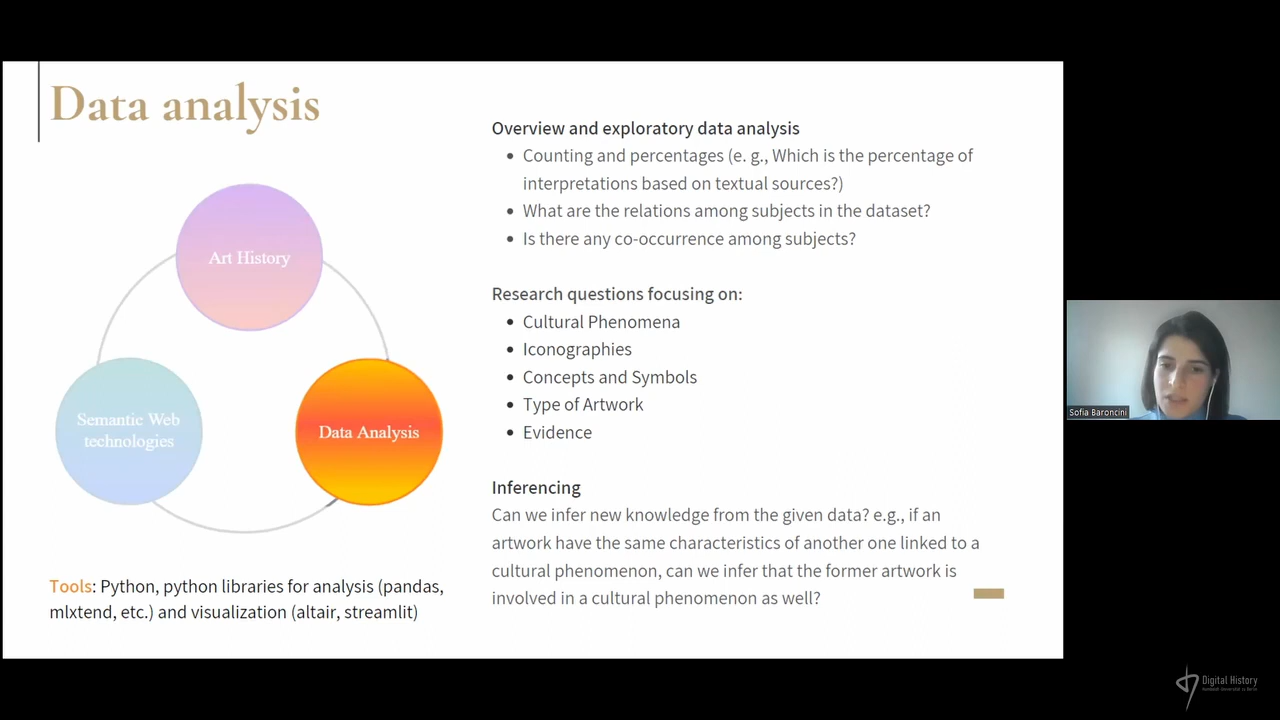 Data analysis
Art History
Semantic Web
technologies
Data Analysis
Tools: Python, python libraries for analysis (pandas,
mlxtend, etc.) and visualization (altair, streamlit)
Overview and exploratory data analysis
• Counting and percentages (e. g., Which is the percentage of
interpretations based on textual sources?)
• What are the relations among subjects in the dataset?
• Is there any co-occurrence among subjects?
Research questions focusing on:
• Cultural Phenomena
• Iconographies
• Concepts and Symbols
• Type of Artwork
• Evidence
Inferencing
Can we infer new knowledge from the given data? e.g., if an
artwork have the same characteristics of another one linked to a
cultural phenomenon, can we infer that the former artwork is
involved in a cultural phenomenon as well?
Sofia Baroncini
Digital History
Humboldt-Universität zu Berlin